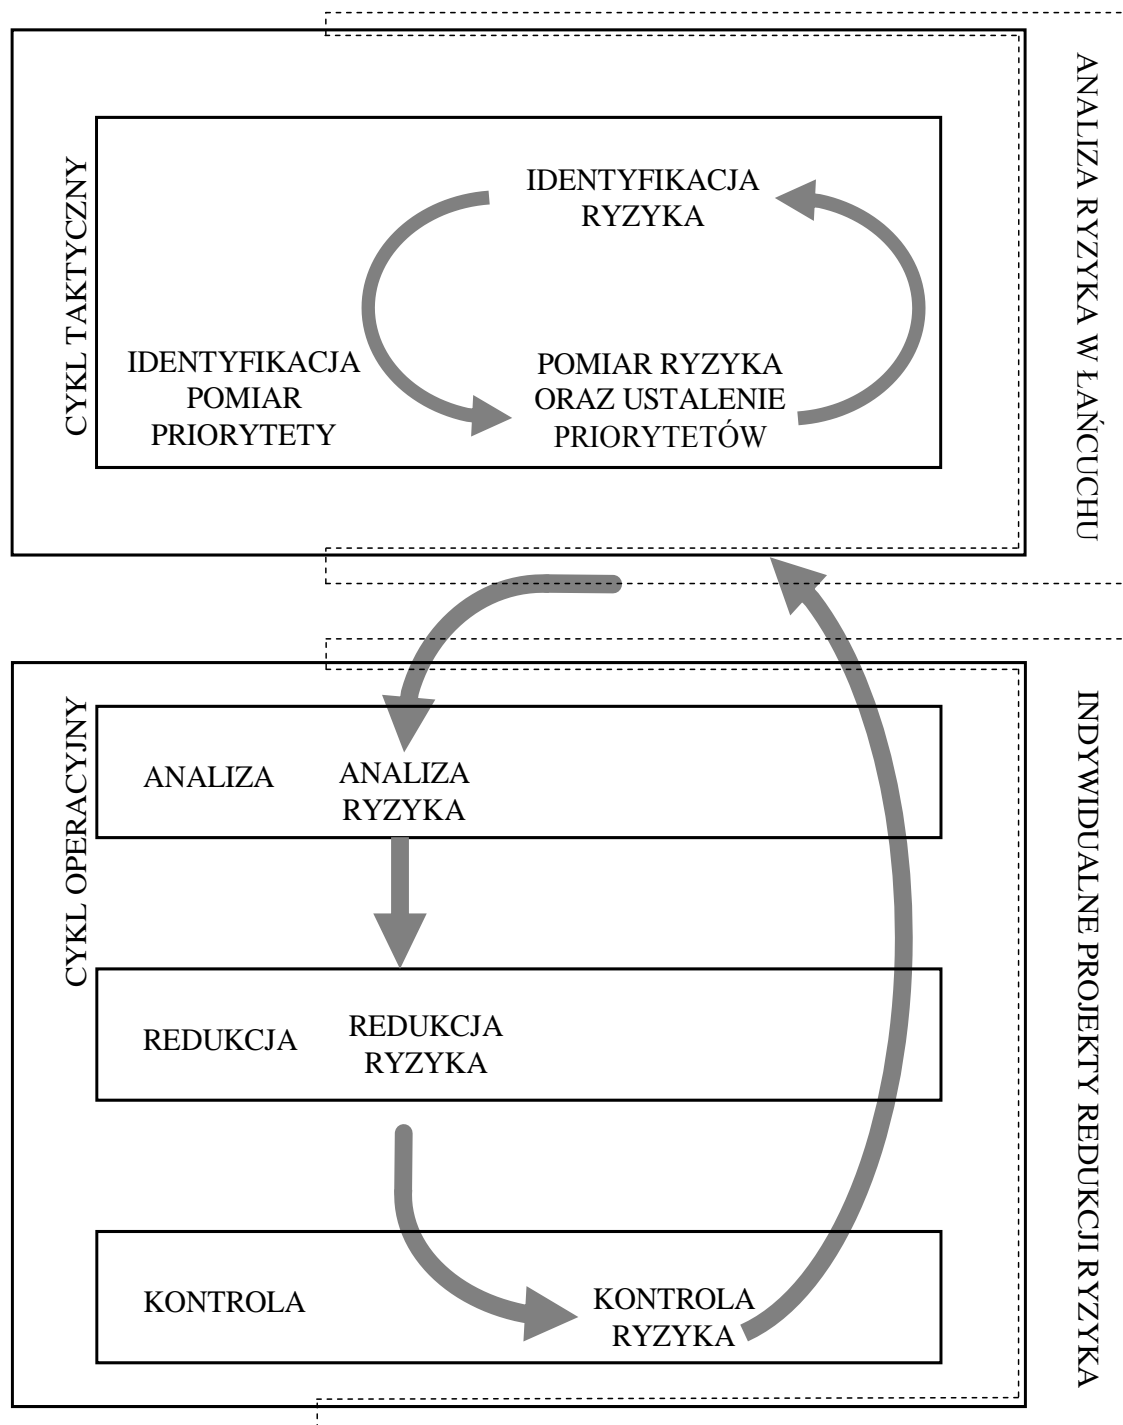 CYKL TAKTYCZNY
IDENTYFIKACJA
RYZYKA
IDENTYFIKACJA
POMIAR
PRIORYTETY
POMIAR RYZYKA
ORAZ USTALENIE
PRIORYTETÓW
ANALIZA RYZYKA W ŁAŃCUCHU
CYKL OPERACYJNY
ANALIZA
ANALIZA
RYZYKA
REDUKCJA
REDUKCJA
RYZYKA
KONTROLA
KONTROLA
RYZYKA
INDYWIDUALNE PROJEKTY REDUKCJI RYZYKA